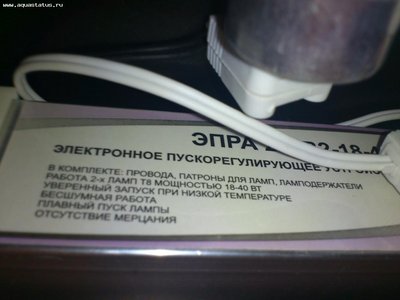 www.aquastatus.ru
ЭПРА
ЭЛЕКТРОННОЕ ПУСКОРЕГУЛИРУЮЩЕЕ
В КОМПЛЕКТЕ: ПРОВОДА, ПАТРОНЫ ДЛЯ ЛАМП, ЛАМПОДЕРЖАТЕЛИ
РАБОТА 2-х ЛАМП Т8 МОЩНОСТЬЮ 18-40 ВТ
УВЕРЕННЫЙ ЗАПУСК ПРИ НИЗКОЙ ТЕМПЕРАТУРЕ
БЕСШУМНАЯ РАБОТА
ПЛАВНЫЙ ПУСК ЛАМПЫ
ОТСУТСТВИЕ МЕРЦАНИЯ